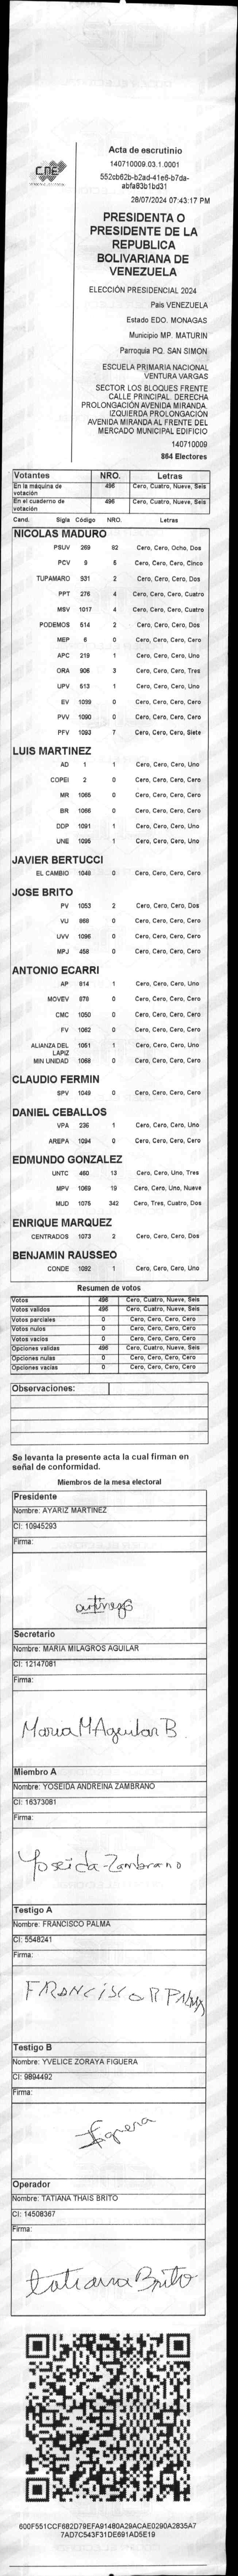 CNE
Acta de escrutinio
140710009.03.1.0001
552cb62b-b2ad-41e6-b7da-
abfa83b1bd31
28/07/2024 07:43:17 PM
PRESIDENTA O
PRESIDENTE DE LA
REPUBLICA
BOLIVARIANA DE
VENEZUELA
ELECCIÓN PRESIDENCIAL 2024
Pais VENEZUELA
Estado EDO. MONAGAS
Municipio MP. MATURIN
Parroquia PQ. SAN SIMON
ESCUELA PRIMARIA NACIONAL
VENTURA VARGAS
SECTOR LOS BLOQUES FRENTE
CALLE PRINCIPAL. DERECHA
PROLONGACIÓN AVENIDA MIRANDA.
IZQUIERDA PROLONGACIÓN
AVENIDA MIRANDA AL FRENTE DEL
MERCADO MUNICIPAL EDIFICIO
140710009
864 Electores
Votantes NRO. Letras
En la máquina de votación 496 Cero, Cuatro, Nueve, Seis
En el cuaderno de votación 496 Cero, Cuatro, Nueve, Seis
Cand. Sigla Código NRO. Letras
NICOLAS MADURO
PSUV 269 82 Cero, Cero, Ocho, Dos
PCV 9 5 Cero, Cero, Cero, Cinco
TUPAMARO 931 2 Cero, Cero, Cero, Dos
PPT 276 4 Cero, Cero, Cero, Cuatro
MSV 1017 4 Cero, Cero, Cero, Cuatro
PODEMOS 514 2 Cero, Cero, Cero, Dos
MEP 6 0 Cero, Cero, Cero, Cero
APC 219 1 Cero, Cero, Cero, Uno
ORA 906 3 Cero, Cero, Cero, Tres
UPV 513 1 Cero, Cero, Cero, Uno
EV 1099 0 Cero, Cero, Cero, Cero
PVV 1090 0 Cero, Cero, Cero, Cero
PFV 1093 7 Cero, Cero, Cero, Siete
LUIS MARTINEZ
AD 1 1 Cero, Cero, Cero, Uno
COPEI 2 0 Cero, Cero, Cero, Cero
MR 1065 0 Cero, Cero, Cero, Cero
BR 1066 0 Cero, Cero, Cero, Cero
DDP 1091 1 Cero, Cero, Cero, Uno
UNE 1095 1 Cero, Cero, Cero, Uno
JAVIER BERTUCCI
EL CAMBIO 1048 0 Cero, Cero, Cero, Cero
JOSE BRITO
PV 1053 2 Cero, Cero, Cero, Dos
VU 868 0 Cero, Cero, Cero, Cero
UVV 1096 0 Cero, Cero, Cero, Cero
MPJ 458 0 Cero, Cero, Cero, Cero
ANTONIO ECARRI
AP 814 1 Cero, Cero, Cero, Uno
MOVEV 879 0 Cero, Cero, Cero, Cero
CMC 1050 0 Cero, Cero, Cero, Cero
FV 1062 0 Cero, Cero, Cero, Cero
ALIANZA DEL LAPIZ 1051 1 Cero, Cero, Cero, Uno
MIN UNIDAD 1068 0 Cero, Cero, Cero, Cero
CLAUDIO FERMIN
SPV 1049 0 Cero, Cero, Cero, Cero
DANIEL CEBALLOS
VPA 236 1 Cero, Cero, Cero, Uno
AREPA 1094 0 Cero, Cero, Cero, Cero
EDMUNDO GONZALEZ
UNTC 460 13 Cero, Cero, Uno, Tres
MPV 1069 19 Cero, Cero, Uno, Nueve
MUD 1075 342 Cero, Tres, Cuatro, Dos
ENRIQUE MARQUEZ
CENTRADOS 1073 2 Cero, Cero, Cero, Dos
BENJAMIN RAUSSEO
CONDE 1092 1 Cero, Cero, Cero, Uno
Resumen de votos
Votos 496 Cero, Cuatro, Nueve, Seis
Votos validos 496 Cero, Cuatro, Nueve, Seis
Votos parciales 0 Cero, Cero, Cero, Cero
Votos nulos 0 Cero, Cero, Cero, Cero
Votos vacios 0 Cero, Cero, Cero, Cero
Opciones validas 496 Cero, Cuatro, Nueve, Seis
Opciones nulas 0 Cero, Cero, Cero, Cero
Opciones vacias 0 Cero, Cero, Cero, Cero
Observaciones:
Se levanta la presente acta la cual firman en
señal de conformidad.
Miembros de la mesa electoral
Presidente
Nombre: AYARIZ MARTINEZ
CI: 10945293
Firma:
Secretario
Nombre: MARIA MILAGROS AGUILAR
CI: 12147081
Firma:
Maria M Aguilar B
Miembro A
Nombre: YOSEIDA ANDREINA ZAMBRANO
CI: 16373081
Firma:
Yoseida Zambrano
Testigo A
Nombre: FRANCISCO PALMA
CI: 5548241
Firma:
FRANCISCO R PALMA
Testigo B
Nombre: YVELICE ZORAYA FIGUERA
CI: 9894492
Firma:
Figuera
Operador
Nombre: TATIANA THAIS BRITO
CI: 14508367
Firma:
Tatiana Brito
600F551CCF682D79EFA91480A29ACAE0290A2835A7
7AD7C543F31DE691AD5E19